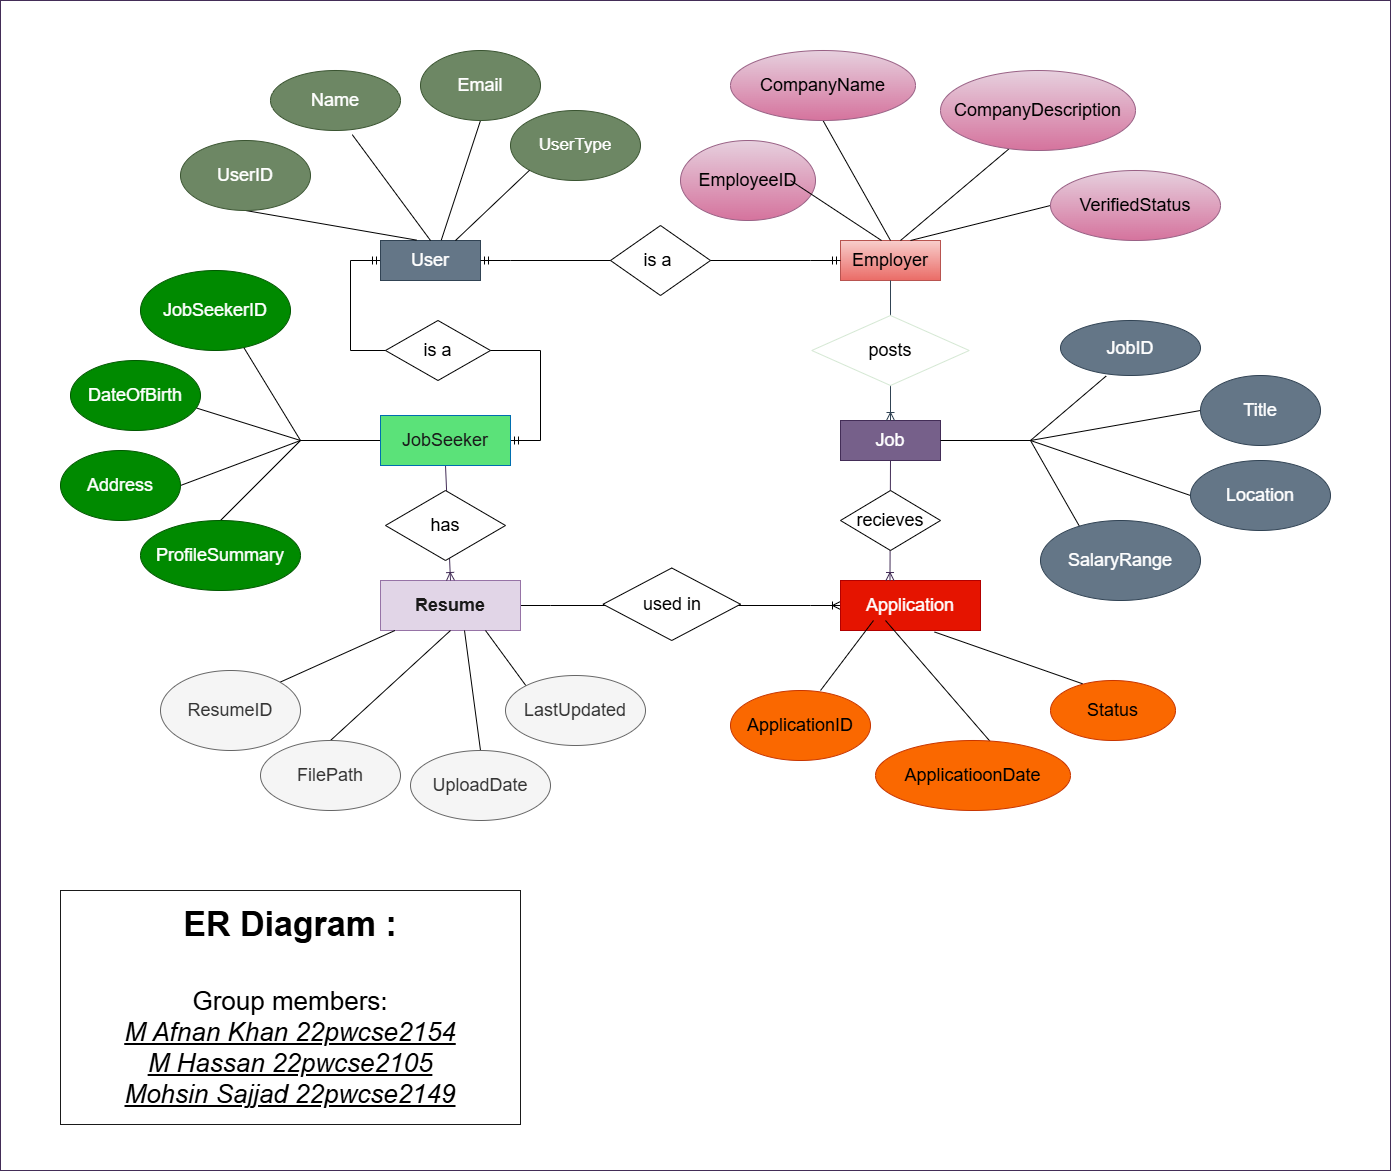 Name
Email
UserType
UserID
CompanyName
CompanyDescription
EmployeeID
VerifiedStatus
User
is a
Employer
JobSeekerID
is a
posts
JobID
DateOfBirth
Title
JobSeeker
Job
Address
Location
has
recieves
ProfileSummary
SalaryRange
Resume
used in
Application
ResumeID
LastUpdated
ApplicationID
Status
FilePath
UploadDate
ApplicatioonDate
ER Diagram :
Group members:
M Afnan Khan 22pwcse2154
M Hassan 22pwcse2105
Mohsin Sajjad 22pwcse2149